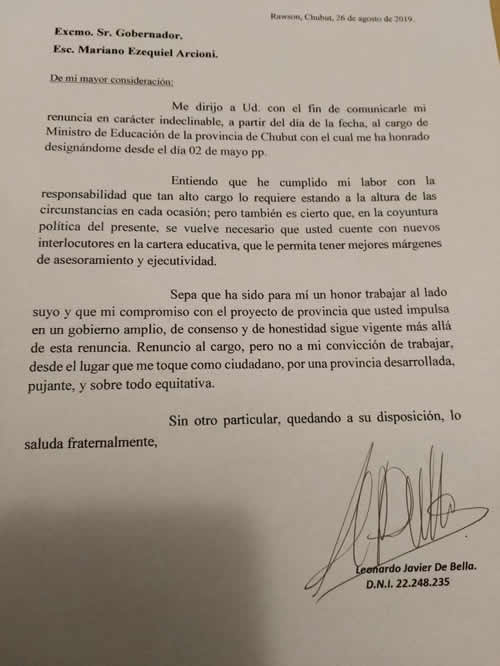 Rawson, Chubut, 26 de agosto de 2019.
Excmo. Sr. Gobernador.
Esc. Mariano Ezequiel Arcioni.
De mi mayor consideración:
Me dirijo a Ud. con el fin de comunicarle mi
renuncia en carácter indeclinable, a partir del día de la fecha, al cargo de
Ministro de Educación de la provincia de Chubut con el cual me ha honrado
designándome desde el día 02 de mayo pp.
Entiendo que he cumplido mi labor con la
responsabilidad que tan alto cargo lo requiere estando a la altura de las
circunstancias en cada ocasión; pero también es cierto que, en la coyuntura
política del presente, se vuelve necesario que usted cuente con nuevos
interlocutores en la cartera educativa, que le permita tener mejores márgenes
de asesoramiento y ejecutividad.
Sepa que ha sido para mí un honor trabajar al lado
suyo y que mi compromiso con el proyecto de provincia que usted impulsa
en un gobierno amplio, de consenso y de honestidad sigue vigente más allá
de esta renuncia. Renuncio al cargo, pero no a mi convicción de trabajar,
desde el lugar que me toque como ciudadano, por una provincia desarrollada,
pujante, y sobre todo equitativa.
Sin otro particular, quedando a su disposición, lo
saluda fraternalmente,
Leonardo Javier De Bella.
D.N.I. 22.248.235